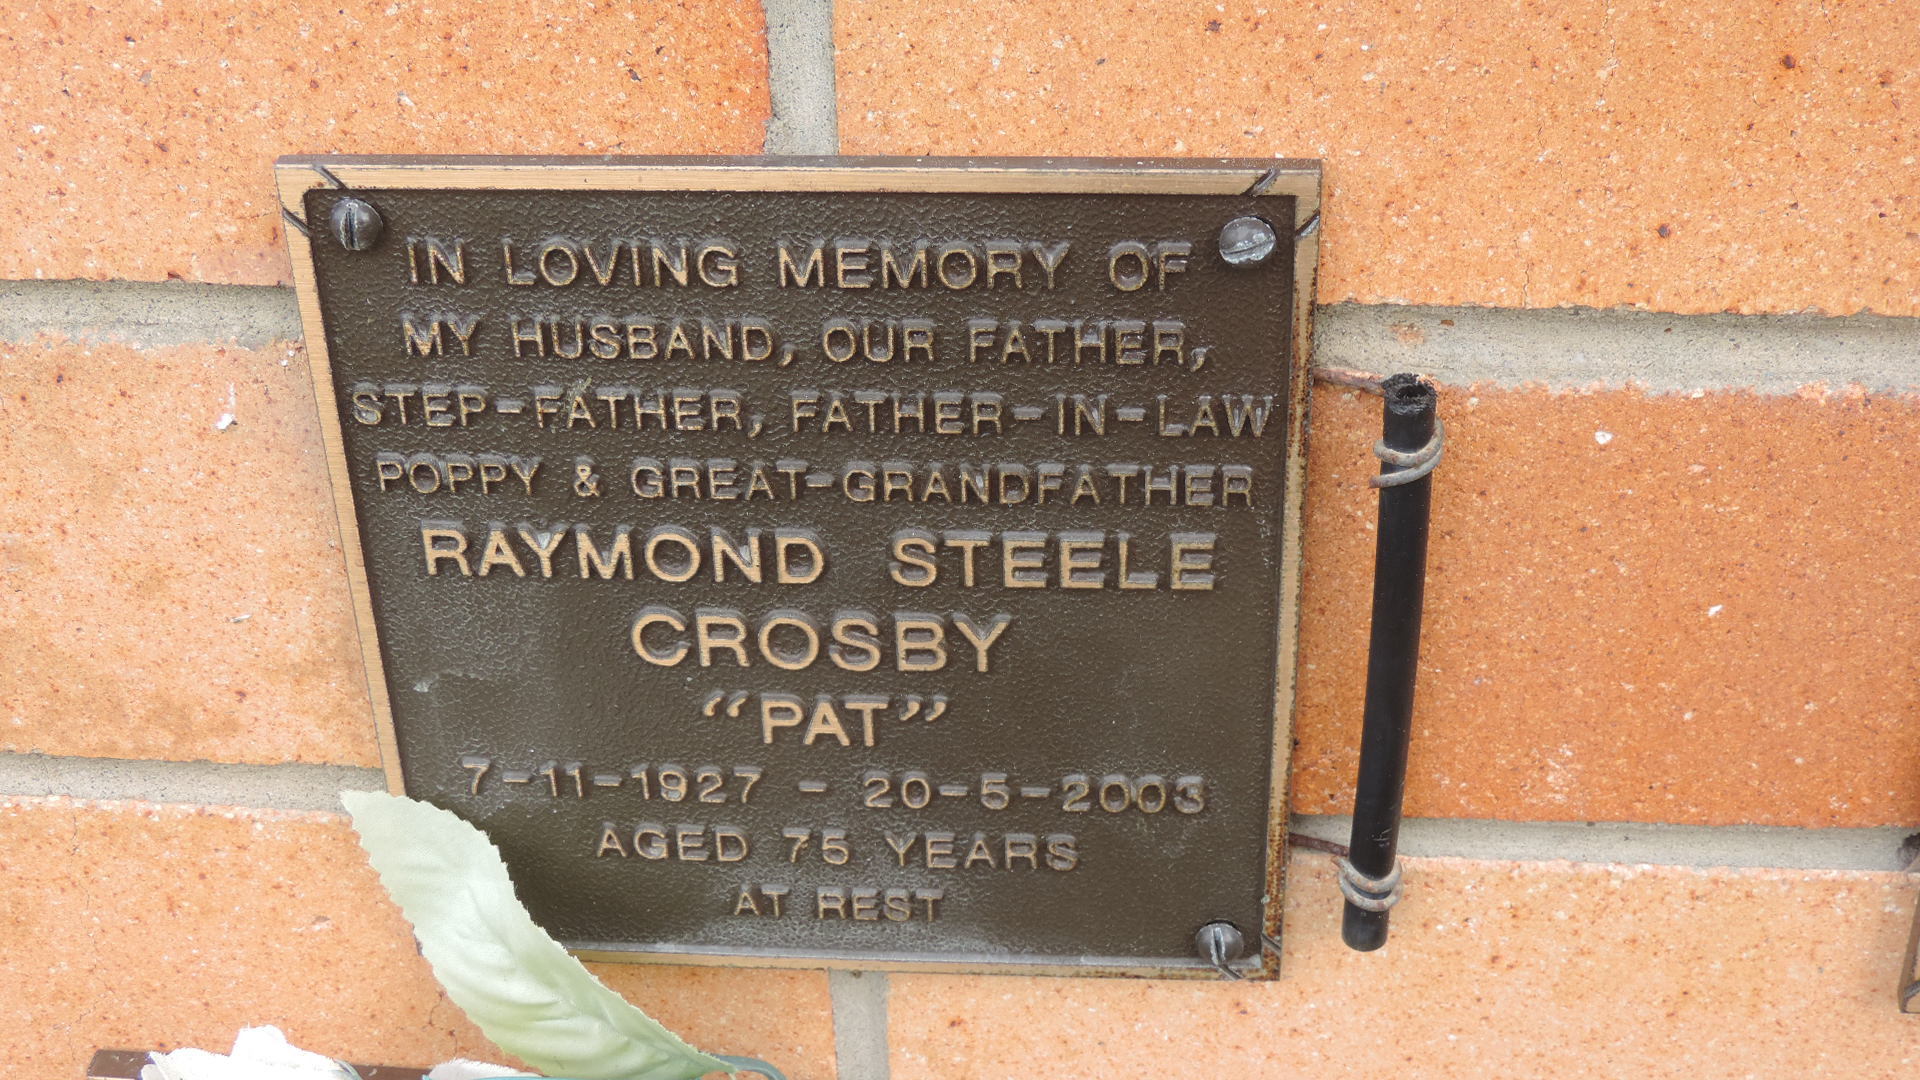 IN LOVING MEMORY OF
MY HUSBAND, OUR FATHER,
STEP-FATHER, FATHER-IN-LAW
POPPY & GREAT-GRANDFATHER
RAYMOND STEELE
CROSBY
“PAT”
7-11-1927 - 20-5-2003
AGED 75 YEARS
AT REST